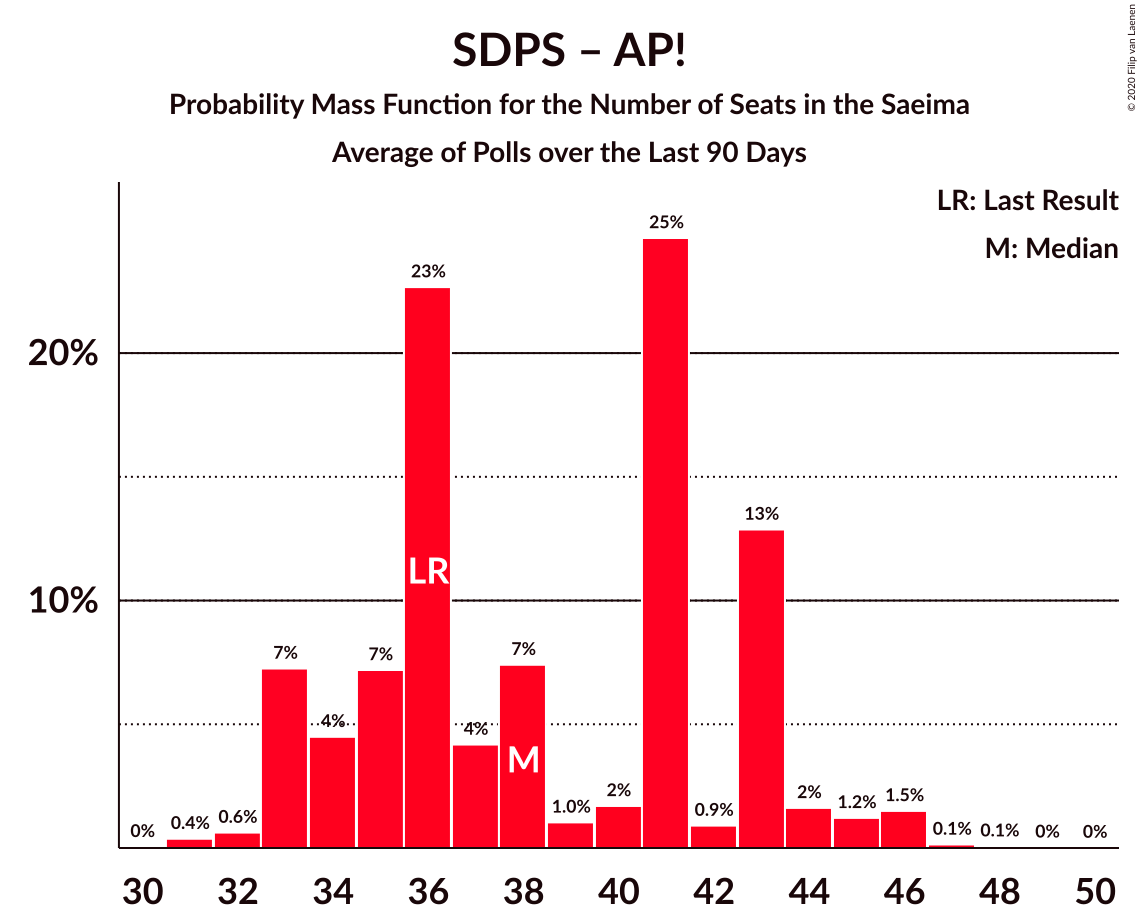 SDPS – AP!
Probability Mass Function for the Number of Seats in the Saeima
Average of Polls over the Last 90 Days
© 2020 Filip van Laenen
LR: Last Result
M: Median
25%
23%
20%
13%
LR
10%
7%
7%
7%
4%
4%
M
2%
2%
1.5%
1.2%
1.0%
0.9%
0.6%
0.4%
0%
0.1%
0.1%
0%
0%
30 32 34 36 38 40 42 44 46 48 50